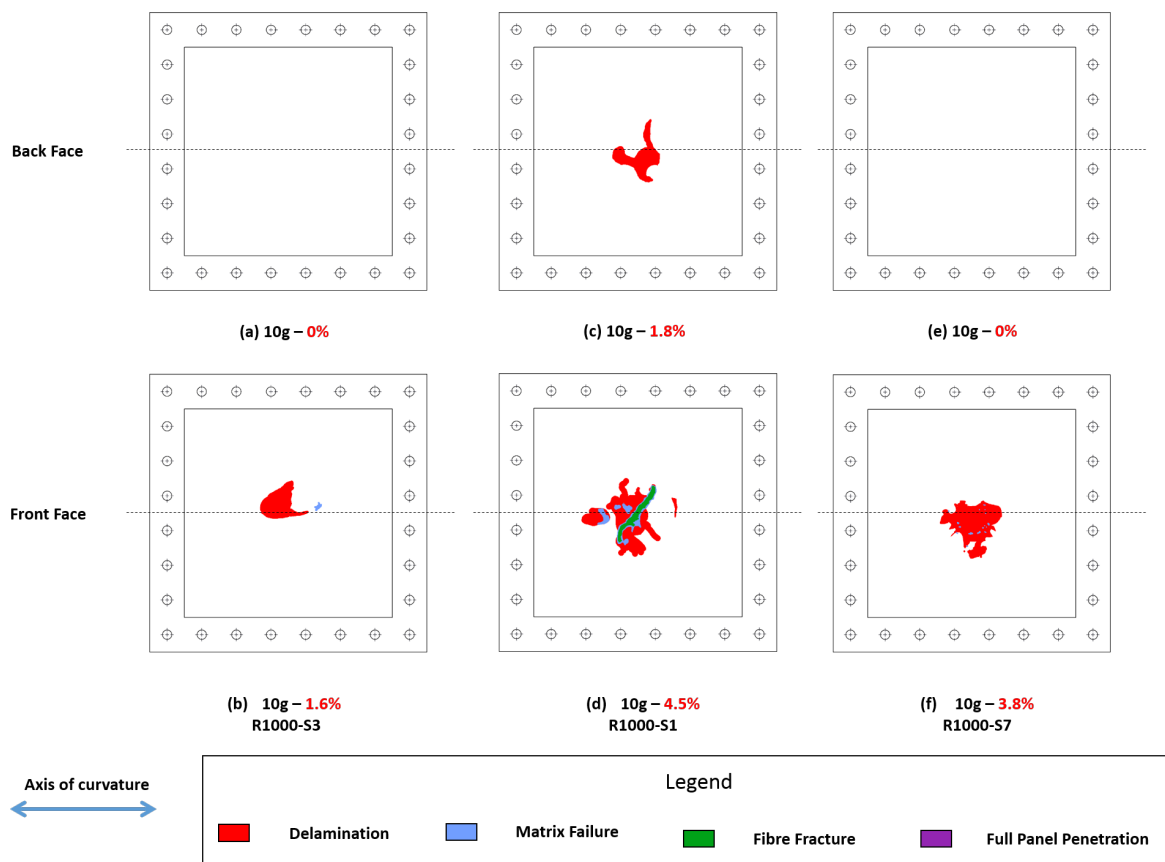 Back Face
(a) 10g – 0%
(c) 10g – 1.8%
(e) 10g – 0%
Front Face
(b) 10g – 1.6%
R1000-S3
(d) 10g – 4.5%
R1000-S1
(f) 10g – 3.8%
R1000-S7
Axis of curvature
Legend
Delamination
Matrix Failure
Fibre Fracture
Full Panel Penetration